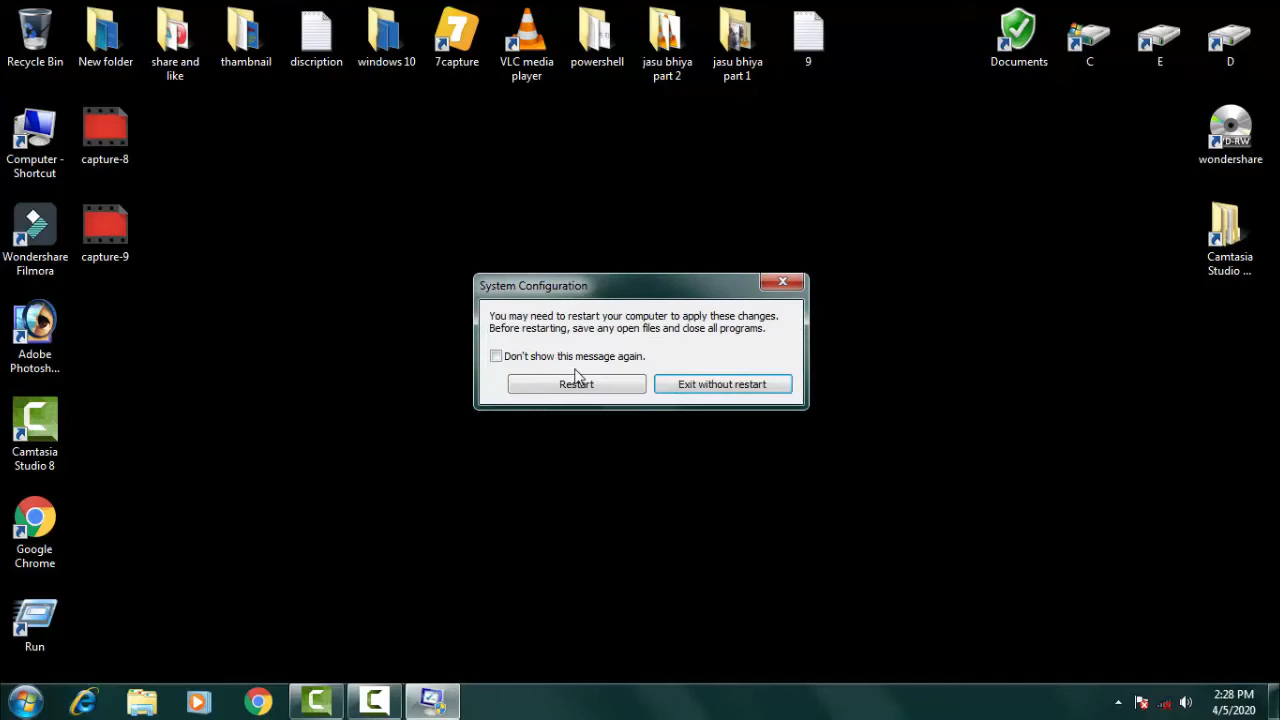 Recycle Bin
New folder
share and
like
thambnail
discription
windows 10
7
7capture
VLC media
player
powershell
jasu bhiya
part 2
jasu bhiya
part 1
9
Documents
C
E
D
Computer -
Shortcut
capture-8
D-RW
wondershare
Wondershare
Filmora
capture-9
Camtasia
Studio ...
System Configuration
You may need to restart your computer to apply these changes.
Before restarting, save any open files and close all programs.
Don't show this message again.
Restart
Exit without restart
Adobe
Photosh...
Camtasia
Studio 8
Google
Chrome
Run
2:28 PM
4/5/2020